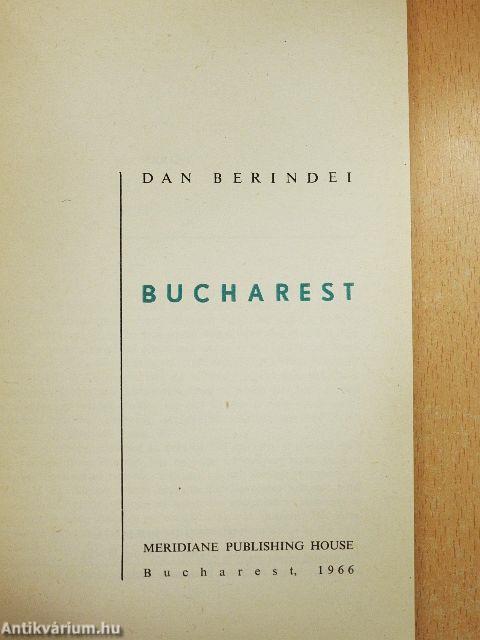 DAN BERINDEI
BUCHAREST
MERIDIANE PUBLISHING HOUSE
Bucharest, 1966
Antikvárium.hu